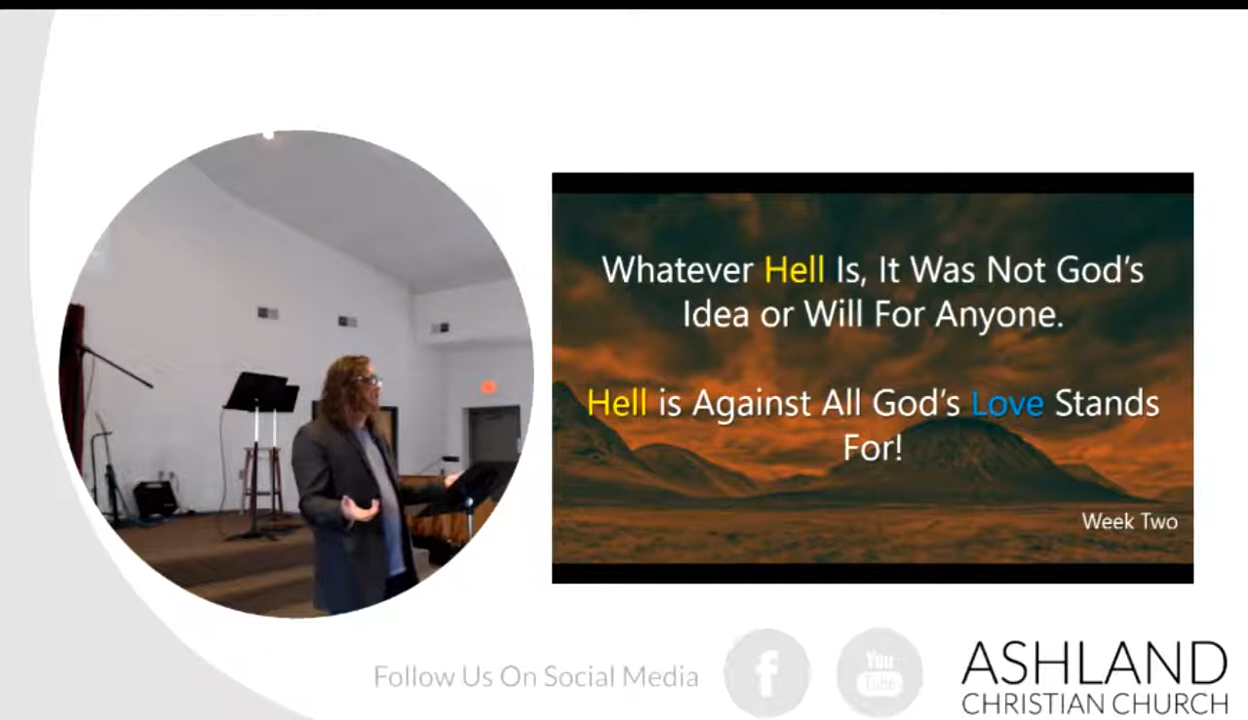 Whatever Hell Is, It Was Not God's
Idea or Will For Anyone.
Hell is Against All God's Love Stands
For!
Week Two
Follow Us On Social Media
f
You
Tube
ASHLAND
CHRISTIAN CHURCH